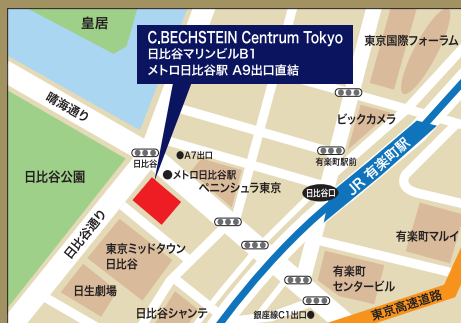 皇居
C.BECHSTEIN Centrum Tokyo
日比谷マリンビルB1
メトロ日比谷駅 A9出口直結
東京国際フォーラム
晴海通り
ビックカメラ
日比谷
●A7出口
有楽町駅前
JR 有楽町駅
日比谷公園
●メトロ日比谷駅
ペニンシュラ東京
日比谷口
日比谷通り
東京ミッドタウン
日比谷
有楽町マルイ
日生劇場
有楽町
センタービル
日比谷シャンテ
銀座線C1出口●
東京高速道路